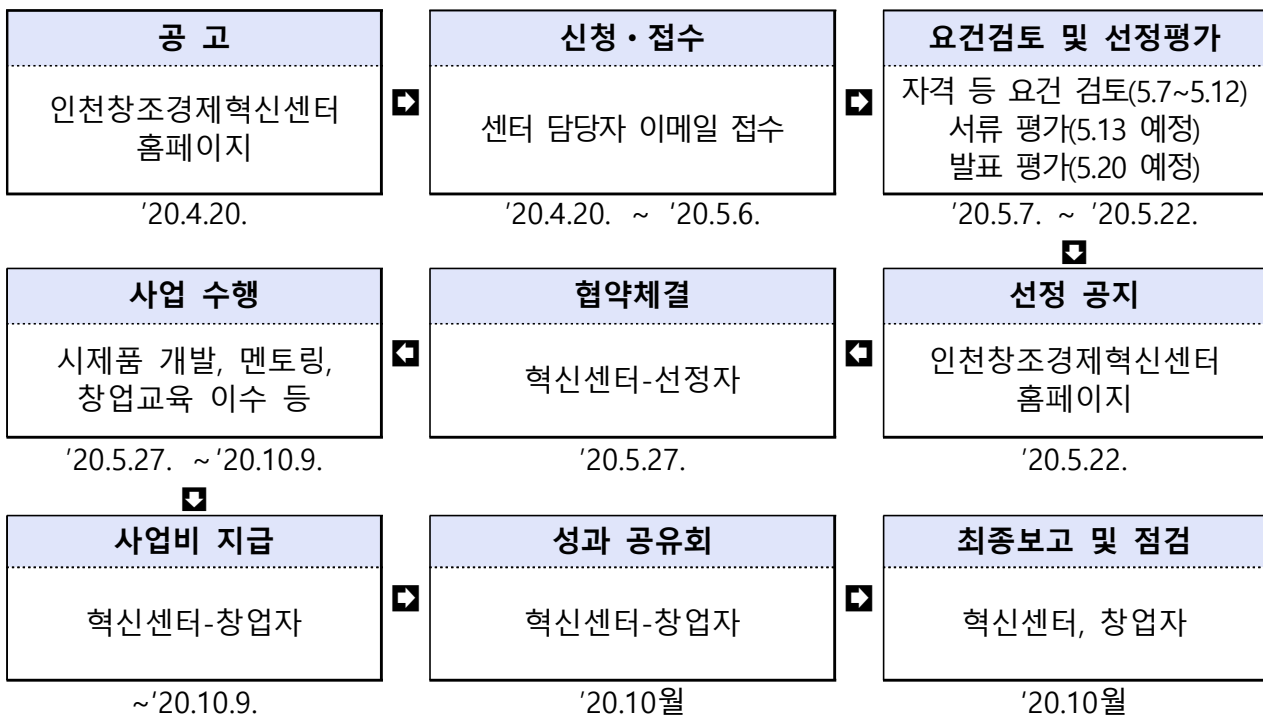 공 고
인천창조경제혁신센터
홈페이지
'20.4.20.
신청·접수
센터 담당자 이메일 접수
'20.4.20. ~ '20.5.6.
요건검토 및 선정평가
자격 등 요건 검토(5.7~5.12)
서류 평가(5.13 예정)
발표 평가(5.20 예정)
'20.5.7. ~ '20.5.22.
선정 공지
인천창조경제혁신센터
홈페이지
'20.5.22.
협약체결
혁신센터-선정자
'20.5.27.
사업 수행
시제품 개발, 멘토링,
창업교육 이수 등
'20.5.27. ~'20.10.9.
사업비 지급
혁신센터-창업자
~'20.10.9.
성과 공유회
혁신센터-창업자
'20.10월
최종보고 및 점검
혁신센터, 창업자
'20.10월